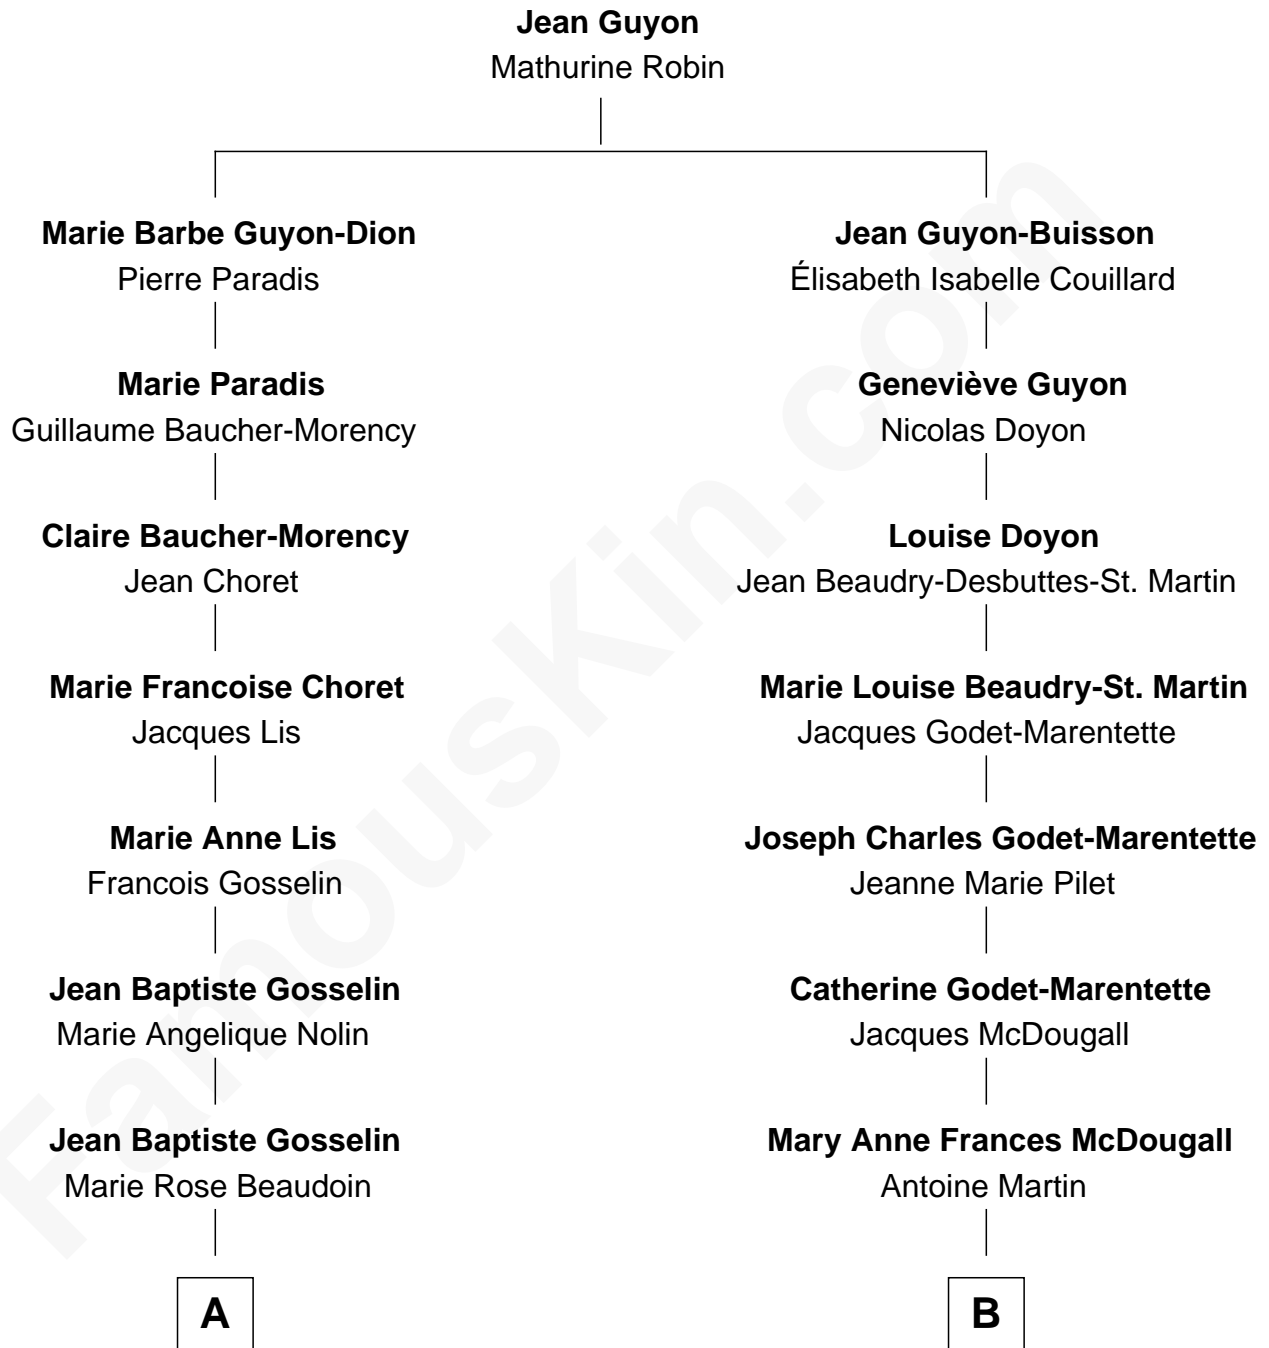 Jean Guyon
Mathurine Robin
Marie Barbe Guyon-Dion
Pierre Paradis
Jean Guyon-Buisson
Élisabeth Isabelle Couillard
Marie Paradis
Guillaume Baucher-Morency
Geneviève Guyon
Nicolas Doyon
Claire Baucher-Morency
Jean Choret
Louise Doyon
Jean Beaudry-Desbuttes-St. Martin
Marie Francoise Choret
Jacques Lis
Marie Louise Beaudry-St. Martin
Jacques Godet-Marentette
Marie Anne Lis
Francois Gosselin
Joseph Charles Godet-Marentette
Jeanne Marie Pilet
Jean Baptiste Gosselin
Marie Angelique Nolin
Catherine Godet-Marentette
Jacques McDougall
Jean Baptiste Gosselin
Marie Rose Beaudoin
Mary Anne Frances McDougall
Antoine Martin
A
B
FamousKin.com